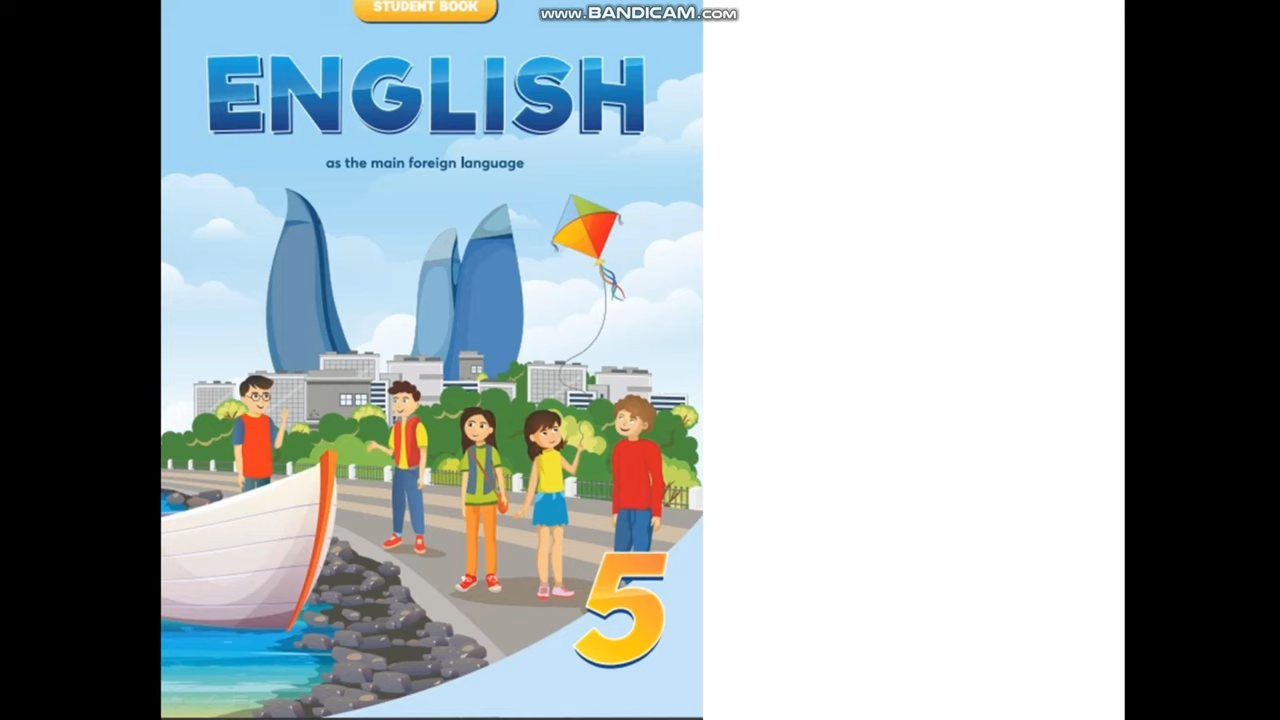 www.BANDICAM.com
STUDENT BOOK
ENGLISH
as the main foreign language
5